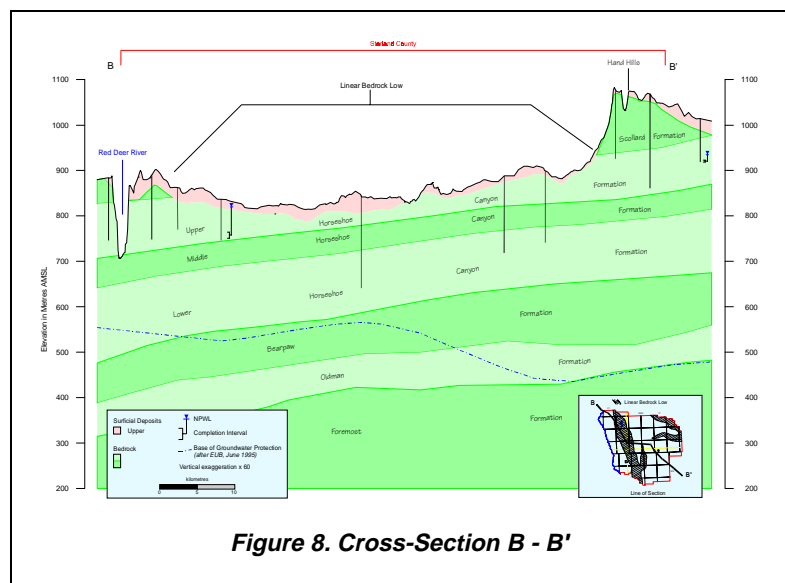 Starland County
B
B'
Hand Hills
Linear Bedrock Low
Red Deer River
Elevation in Metres AMSL
1100
1000
900
800
700
600
500
400
300
200
1100
1000
900
800
700
600
500
400
300
200
Scollard Formation
Upper Horseshoe Canyon Formation
Middle Horseshoe Canyon Formation
Lower Horseshoe Canyon Formation
Bearpaw Formation
Oldman Formation
Foremost Formation
Surficial Deposits
Upper
Bedrock
NPWL
Completion Interval
Base of Groundwater Protection
(after EUB, June 1995)
Vertical exaggeration x 60
kilometres
0 5 10
Linear Bedrock Low
B
B'
Line of Section
Figure 8. Cross-Section B - B'